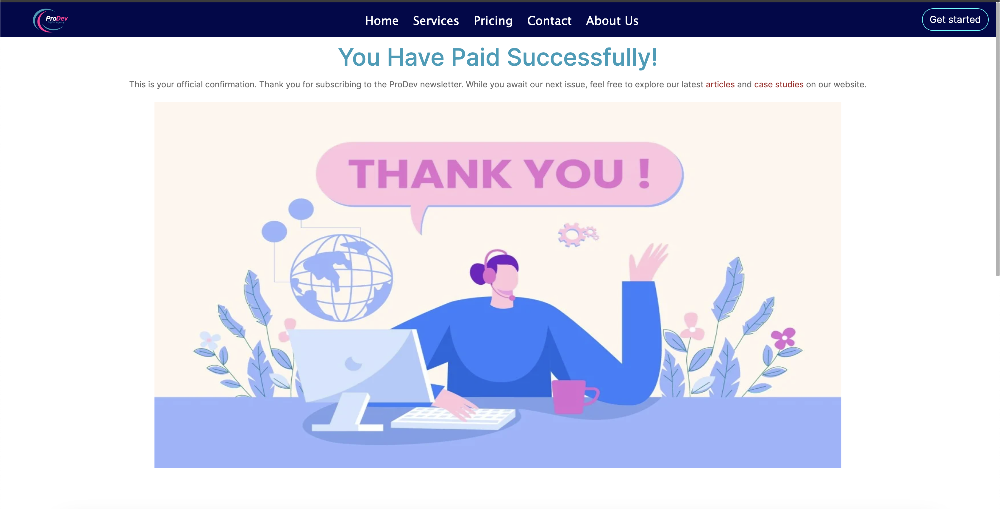 ProDev
Digital Agency
Home Services Pricing Contact About Us
Get started
You Have Paid Successfully!
This is your official confirmation. Thank you for subscribing to the ProDev newsletter. While you await our next issue, feel free to explore our latest articles and case studies on our website.
THANK YOU !